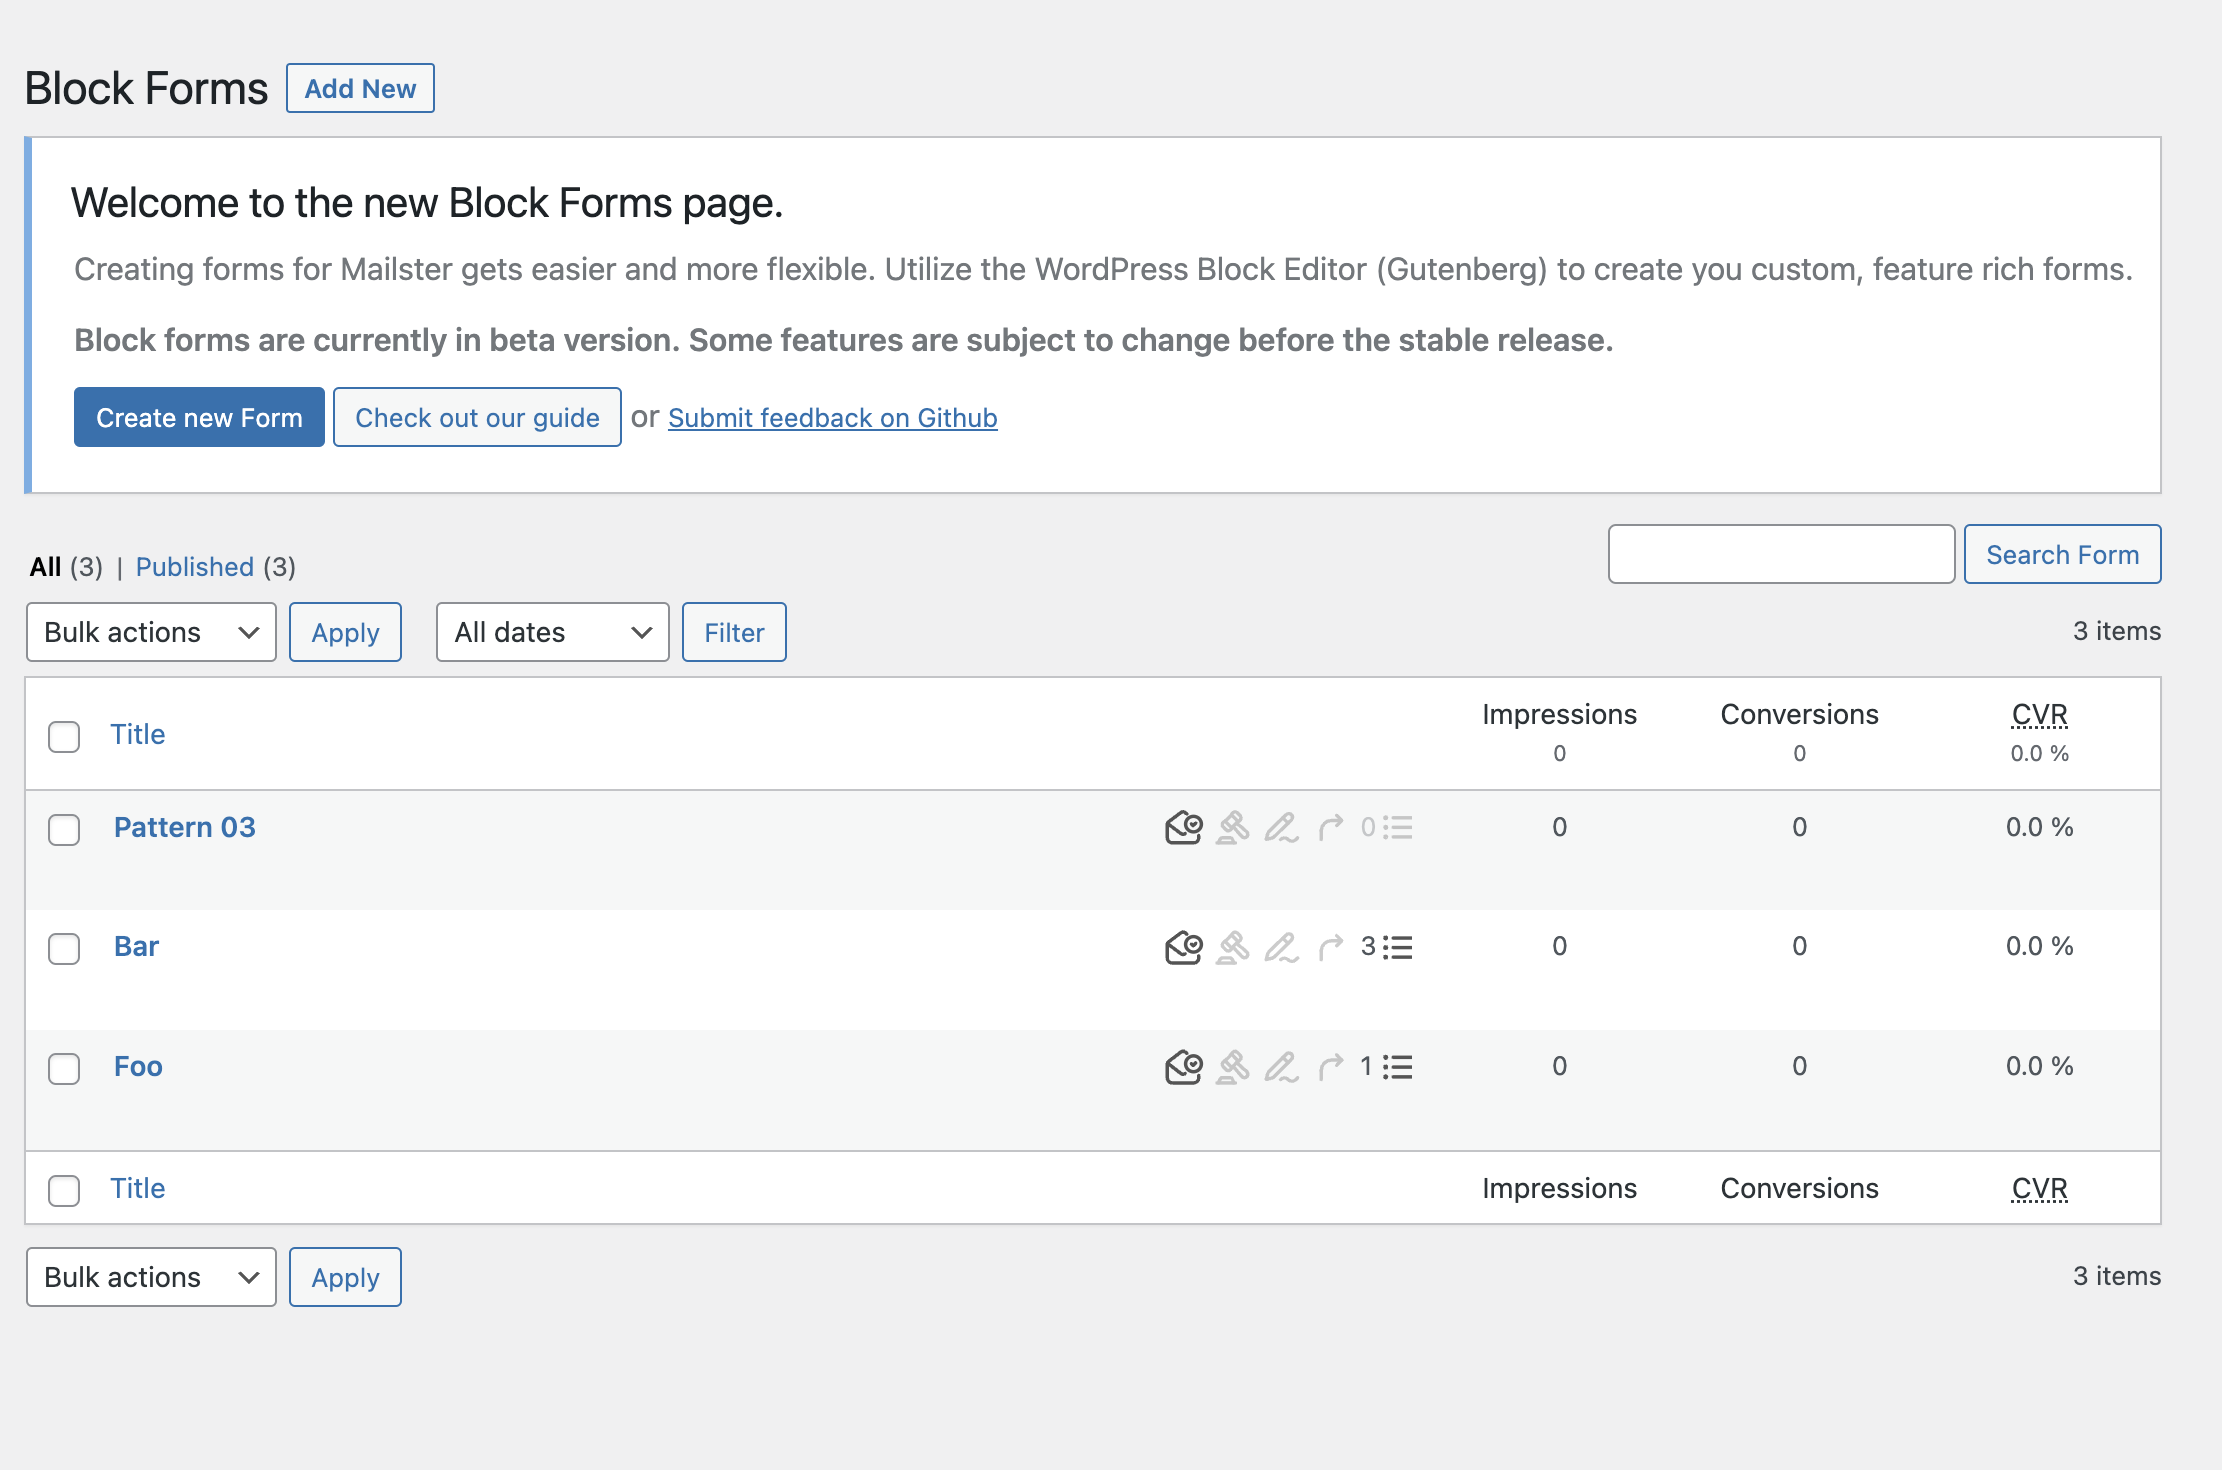 Block Forms Add New
Welcome to the new Block Forms page.
Creating forms for Mailster gets easier and more flexible. Utilize the WordPress Block Editor (Gutenberg) to create you custom, feature rich forms.
Block forms are currently in beta version. Some features are subject to change before the stable release.
Create new Form Check out our guide or Submit feedback on Github
All (3) | Published (3) Search Form
Bulk actions Apply All dates Filter 3 items
Title Impressions Conversions CVR
0 0 0.0 %
Pattern 03 0 0 0 0.0 %
Bar 3 0 0 0.0 %
Foo 1 0 0 0.0 %
Title Impressions Conversions CVR
Bulk actions Apply 3 items